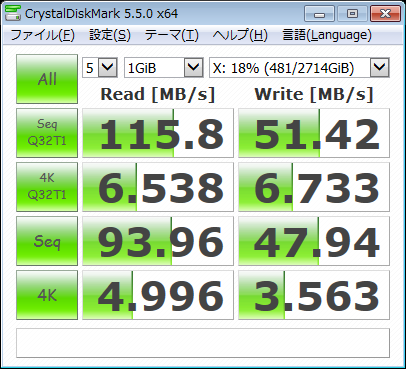 CrystalDiskMark 5.5.0 x64
ファイル(F) 設定(S) テーマ(T) ヘルプ(H) 言語(Language)
All 5 1GiB X: 18% (481/2714GiB)
Read [MB/s] Write [MB/s]
Seq Q32T1 115.8 51.42
4K Q32T1 6.538 6.733
Seq 93.96 47.94
4K 4.996 3.563